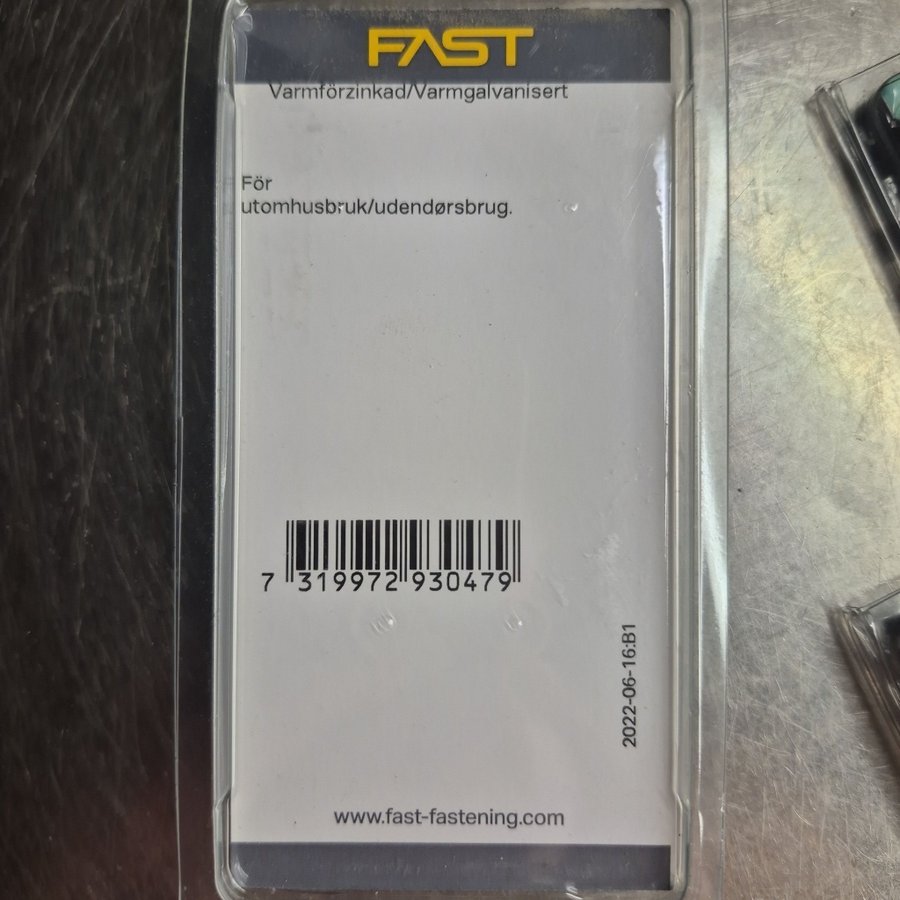 FAST
Varmförzinkad/Varmgalvanisert
För
utomhusbruk/udendørsbrug.
7 319972 930479
2022-06-16:B1
www.fast-fastening.com